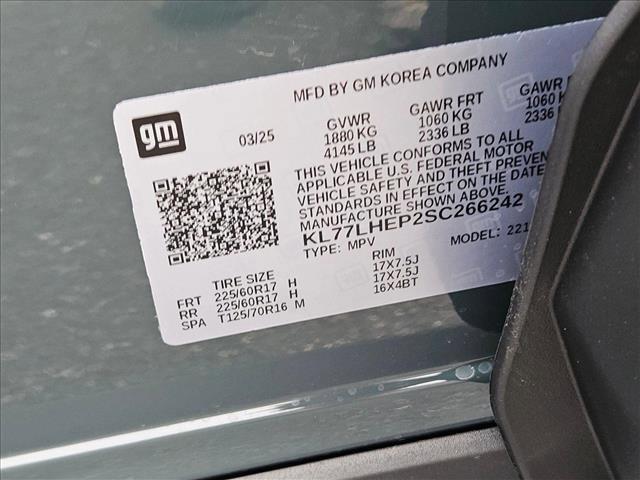 MFD BY GM KOREA COMPANY
gm
03/25
GVWR GAWR FRT GAWR
1880 KG 1060 KG 1060 KG
4145 LB 2336 LB 2336 LB
THIS VEHICLE CONFORMS TO ALL
APPLICABLE U.S. FEDERAL MOTOR
VEHICLE SAFETY AND THEFT PREVEN
STANDARDS IN EFFECT ON THE DATE
MANUFACTURE SHOWN ABOVE.
KL77LHEP2SC266242
TYPE: MPV MODEL: 221
TIRE SIZE RIM
FRT 225/60R17 H 17X7.5J
RR 225/60R17 H 17X7.5J
SPA T125/70R16 M 16X4BT